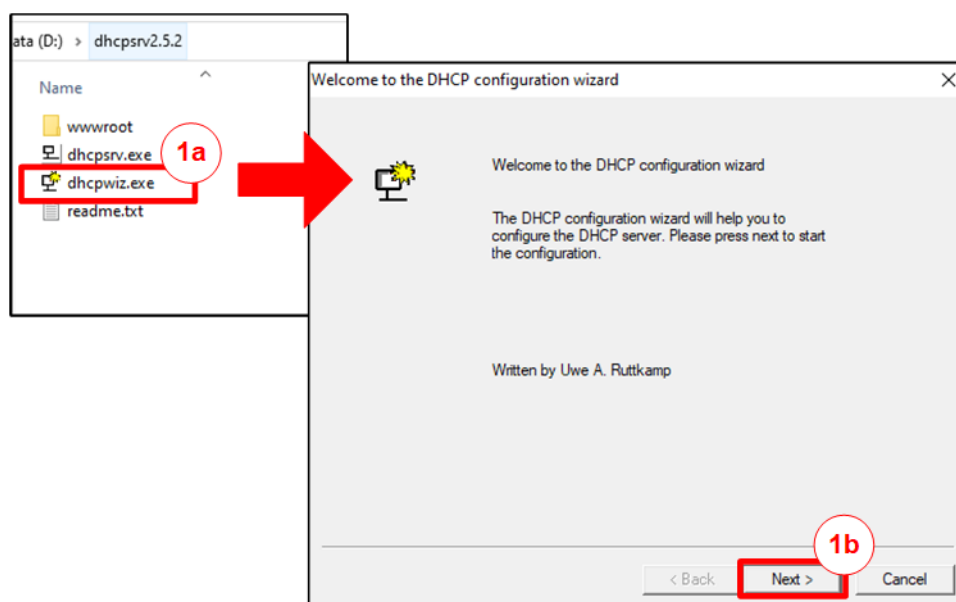 ata (D:) > dhcpsrv2.5.2
Name
wwwroot
dhcpsrv.exe
1a
dhcpwiz.exe
readme.txt
Welcome to the DHCP configuration wizard
Welcome to the DHCP configuration wizard
The DHCP configuration wizard will help you to
configure the DHCP server. Please press next to start
the configuration.
Written by Uwe A. Ruttkamp
1b
< Back
Next >
Cancel